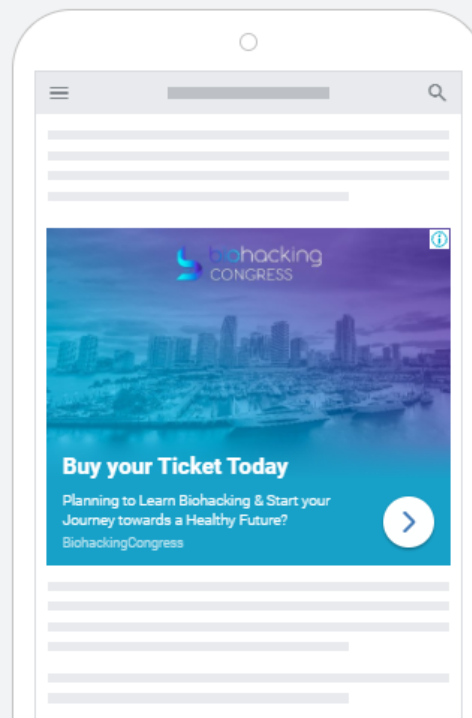 biohacking
CONGRESS
Buy your Ticket Today
Planning to Learn Biohacking & Start your
Journey towards a Healthy Future?
BiohackingCongress